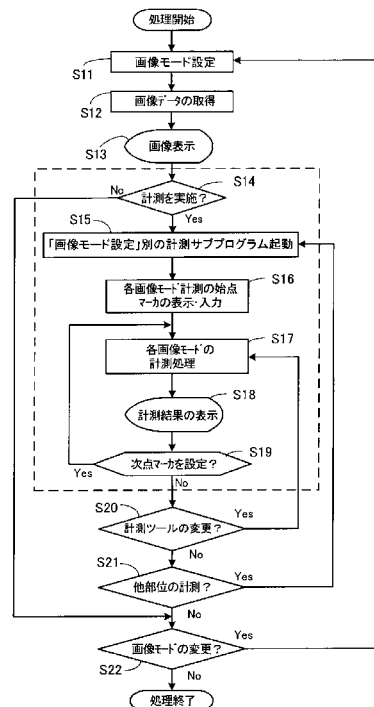 処理開始
S11
画像モード設定
S12
画像データの取得
S13
画像表示
S14
No
計測を実施？
S15
Yes
「画像モード設定」別の計測サブプログラム起動
S16
各画像モード計測の始点
マーカの表示・入力
S17
各画像モードの
計測処理
S18
計測結果の表示
S19
次点マーカを設定？
Yes
No
S20
計測ツールの変更？
Yes
No
S21
他部位の計測？
Yes
No
画像モードの変更？
Yes
S22
No
処理終了